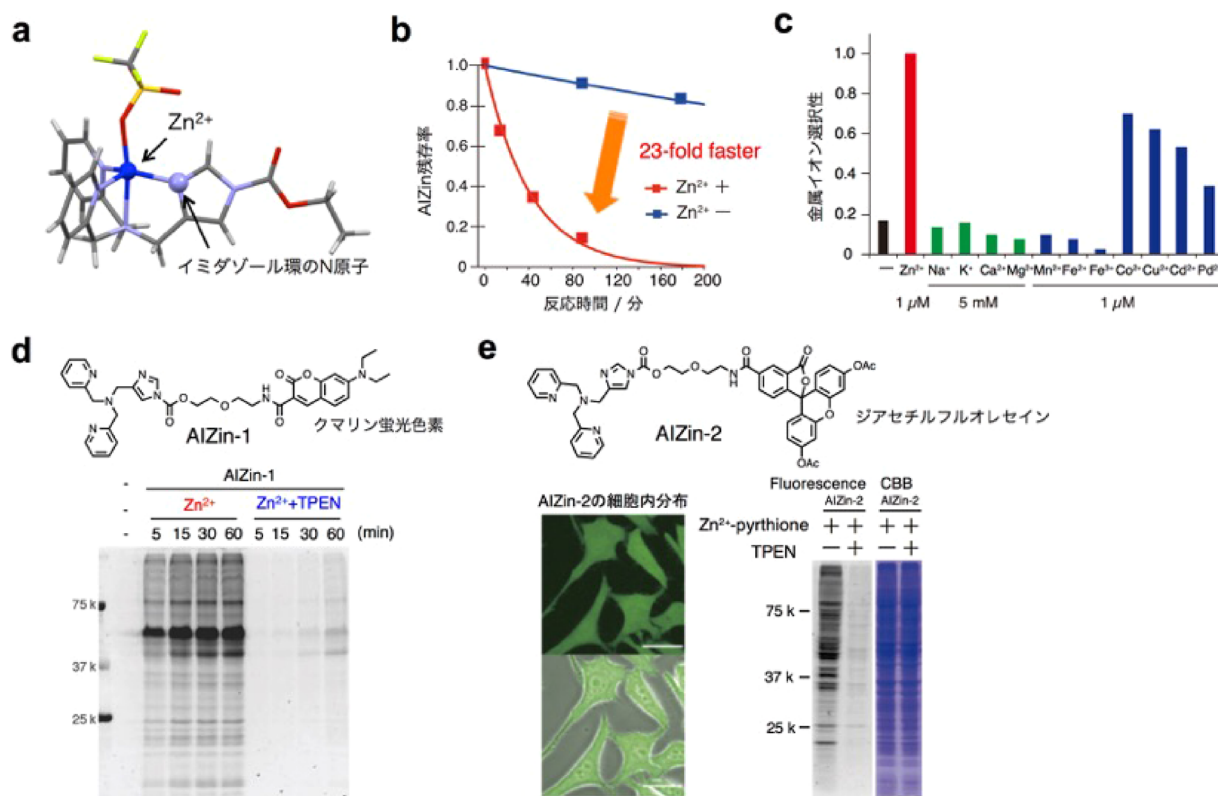 a
Zn²⁺
イミダゾール環のN原子
b
AIZin残存率
1.0
0.8
0.6
0.4
0.2
0
0 40 80 120 160 200
反応時間 / 分
23-fold faster
Zn²⁺ ＋
Zn²⁺ ―
c
金属イオン選択性
1.0
0.8
0.6
0.4
0.2
0
― Zn²⁺ Na⁺ K⁺ Ca²⁺ Mg²⁺ Mn²⁺ Fe²⁺ Fe³⁺ Co²⁺ Cu²⁺ Cd²⁺
1 µM 5 mM 1 µM
d
N
N
N
N
N
O
O
O
HN
O
O
O
N
AIZin-1
クマリン蛍光色素
AIZin-1
- Zn²⁺ Zn²⁺+TPEN
- 5 15 30 60 5 15 30 60 (min)
75 k
37 k
25 k
e
N
N
N
N
N
O
O
O
NH
O
O
O
O
OAc
OAc
AIZin-2
ジアセチルフルオレセイン
AIZin-2の細胞内分布
Fluorescence CBB
AIZin-2 AIZin-2
Zn²⁺-pyrthione + + + +
TPEN — + — +
75 k
37 k
25 k